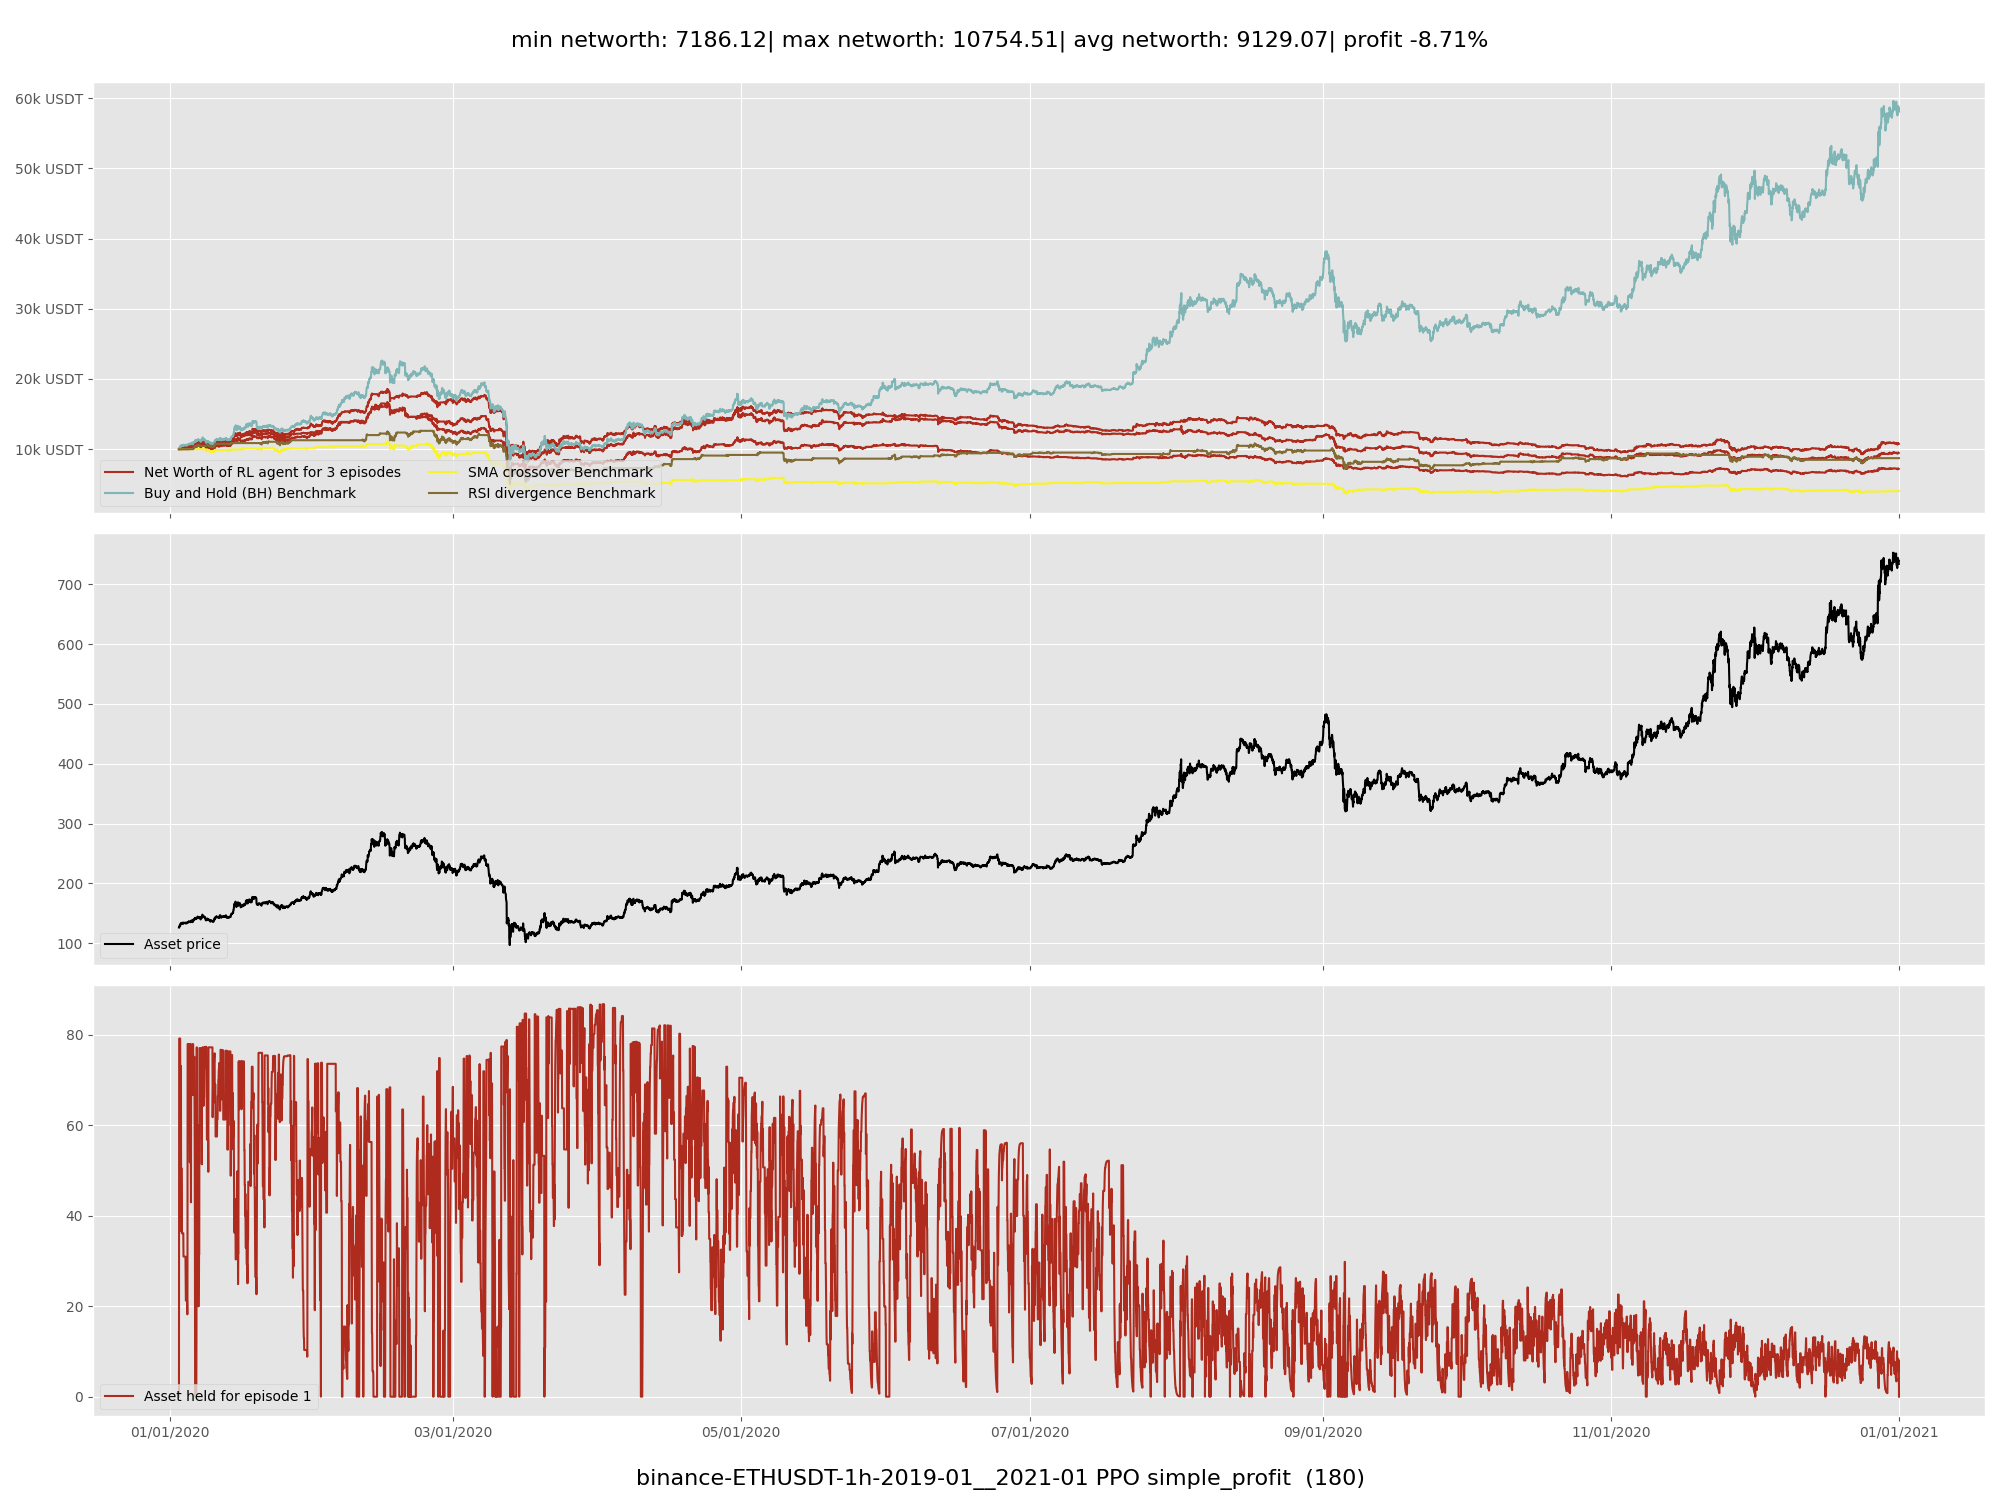 min networth: 7186.12| max networth: 10754.51| avg networth: 9129.07| profit -8.71%
60k USDT
50k USDT
40k USDT
30k USDT
20k USDT
10k USDT
Net Worth of RL agent for 3 episodes
Buy and Hold (BH) Benchmark
SMA crossover Benchmark
RSI divergence Benchmark
700
600
500
400
300
200
100
Asset price
80
60
40
20
0
Asset held for episode 1
01/01/2020 03/01/2020 05/01/2020 07/01/2020 09/01/2020 11/01/2020 01/01/2021
binance-ETHUSDT-1h-2019-01__2021-01 PPO simple_profit (180)